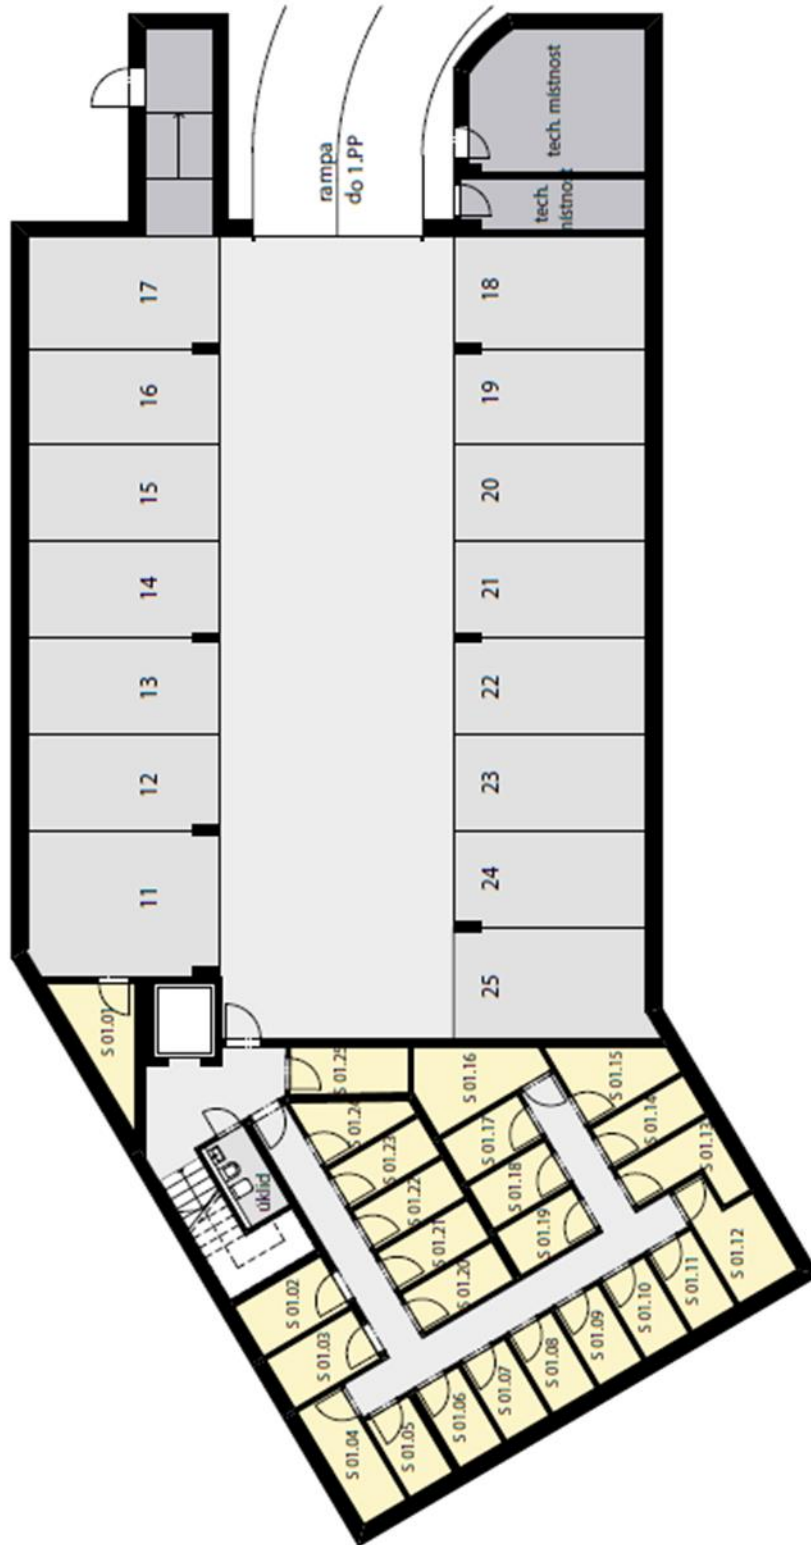 tech. místnost
tech.
místnost
rampa
do 1.PP
17
18
16
19
15
20
14
21
13
22
12
23
11
24
25
S 01.01
S 01.25
S 01.16
S 01.15
S 01.24
S 01.17
S 01.14
S 01.23
S 01.13
úklid
S 01.22
S 01.18
S 01.21
S 01.19
S 01.12
S 01.20
S 01.02
S 01.11
S 01.10
S 01.03
S 01.09
S 01.08
S 01.07
S 01.06
S 01.04
S 01.05